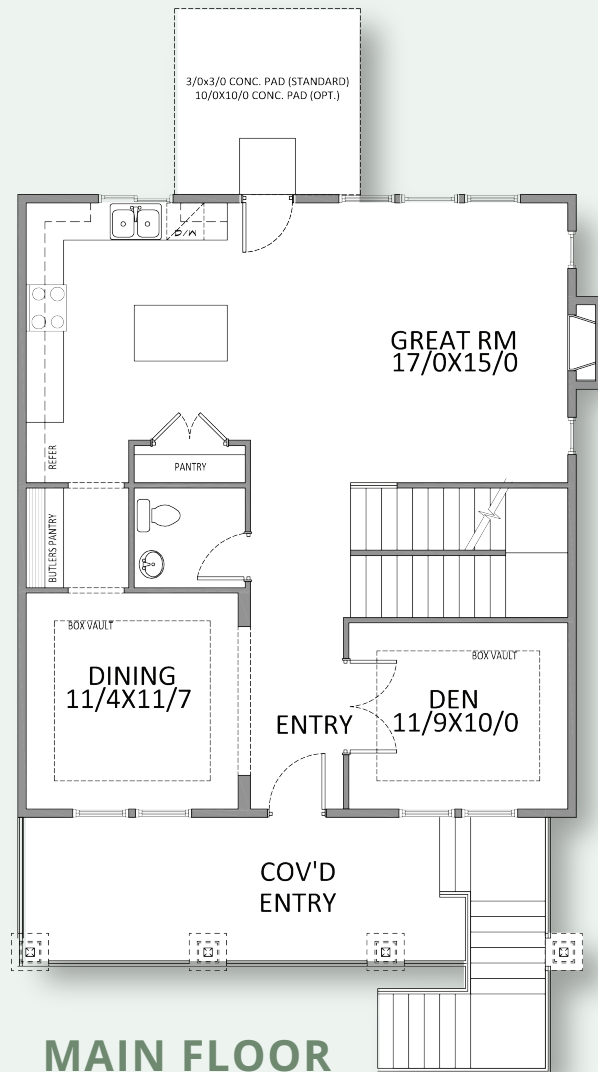 3/0x3/0 CONC. PAD (STANDARD)
10/0X10/0 CONC. PAD (OPT.)
D/W
GREAT RM
17/0X15/0
REFER
PANTRY
BUTLERS PANTRY
BOX VAULT
DINING
11/4X11/7
BOX VAULT
DEN
11/9X10/0
ENTRY
COV'D
ENTRY
MAIN FLOOR